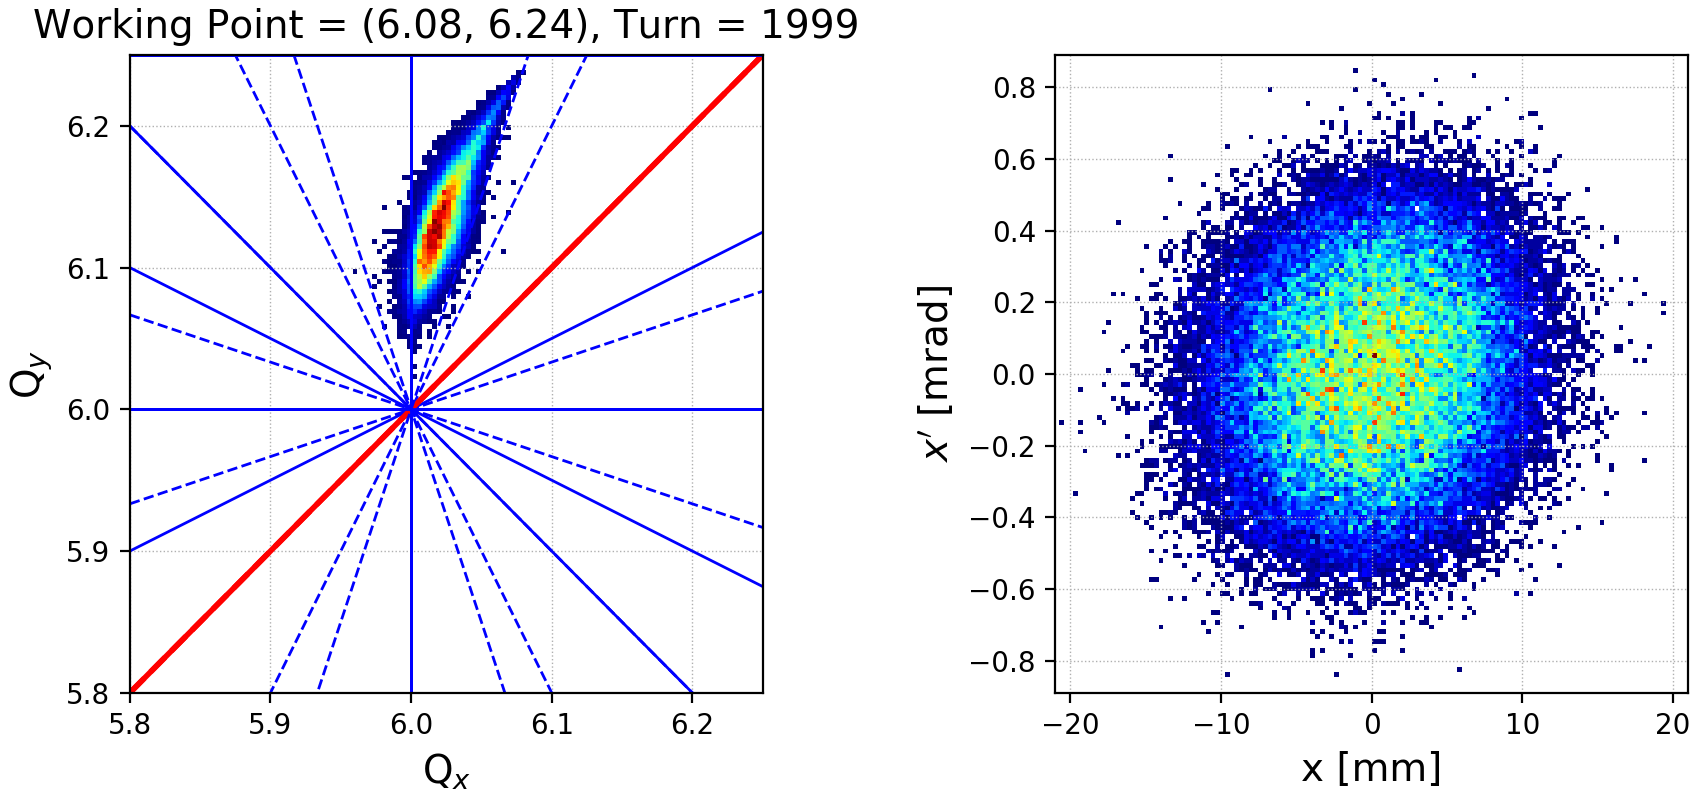 Working Point = (6.08, 6.24), Turn = 1999
6.2
6.1
6.0
5.9
5.8
Qy
5.8 5.9 6.0 6.1 6.2
Qx
0.8
0.6
0.4
0.2
0.0
−0.2
−0.4
−0.6
−0.8
x′ [mrad]
−20 −10 0 10 20
x [mm]